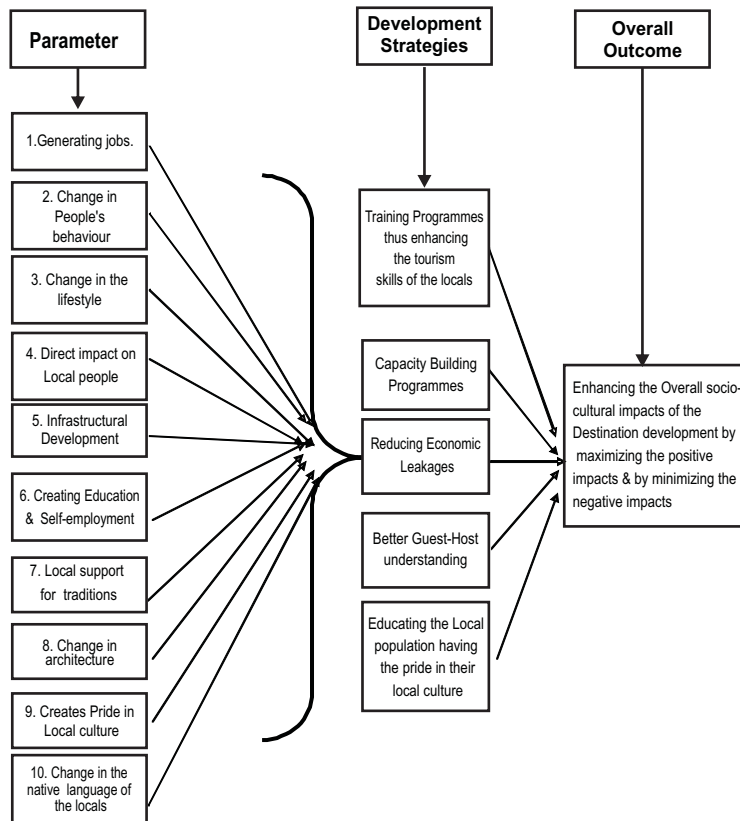 Parameter
1.Generating jobs.
2. Change in
People's
behaviour
3. Change in the
lifestyle
4. Direct impact on
Local people
5. Infrastructural
Development
6. Creating Education
& Self-employment
7. Local support
for traditions
8. Change in
architecture
9. Creates Pride in
Local culture
10. Change in the
native language of
the locals
Development
Strategies
Training Programmes
thus enhancing
the tourism
skills of the locals
Capacity Building
Programmes
Reducing Economic
Leakages
Better Guest-Host
understanding
Educating the Local
population having
the pride in their
local culture
Overall
Outcome
Enhancing the Overall socio-
cultural impacts of the
Destination development by
maximizing the positive
impacts & by minimizing the
negative impacts